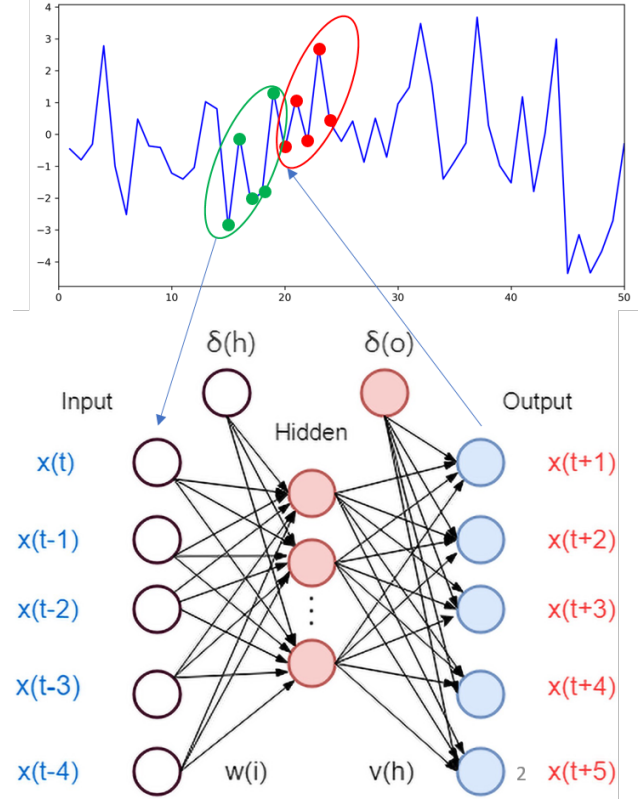 4
3
2
1
0
−1
−2
−3
−4
0 10 20 30 40 50
δ(h) δ(o)
Input Output
Hidden
x(t) x(t+1)
x(t-1) x(t+2)
x(t-2) x(t+3)
x(t-3) x(t+4)
x(t-4) w(i) v(h) 2 x(t+5)